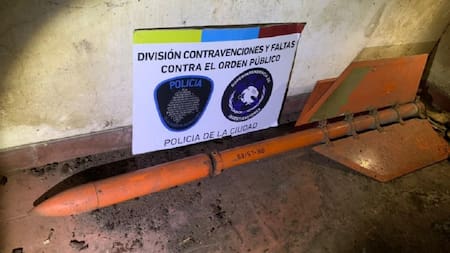 DIVISIÓN CONTRAVENCIONES Y FALTAS
CONTRA EL ORDEN PÚBLICO
POLICIA
POLICIA DE LA CIUDAD